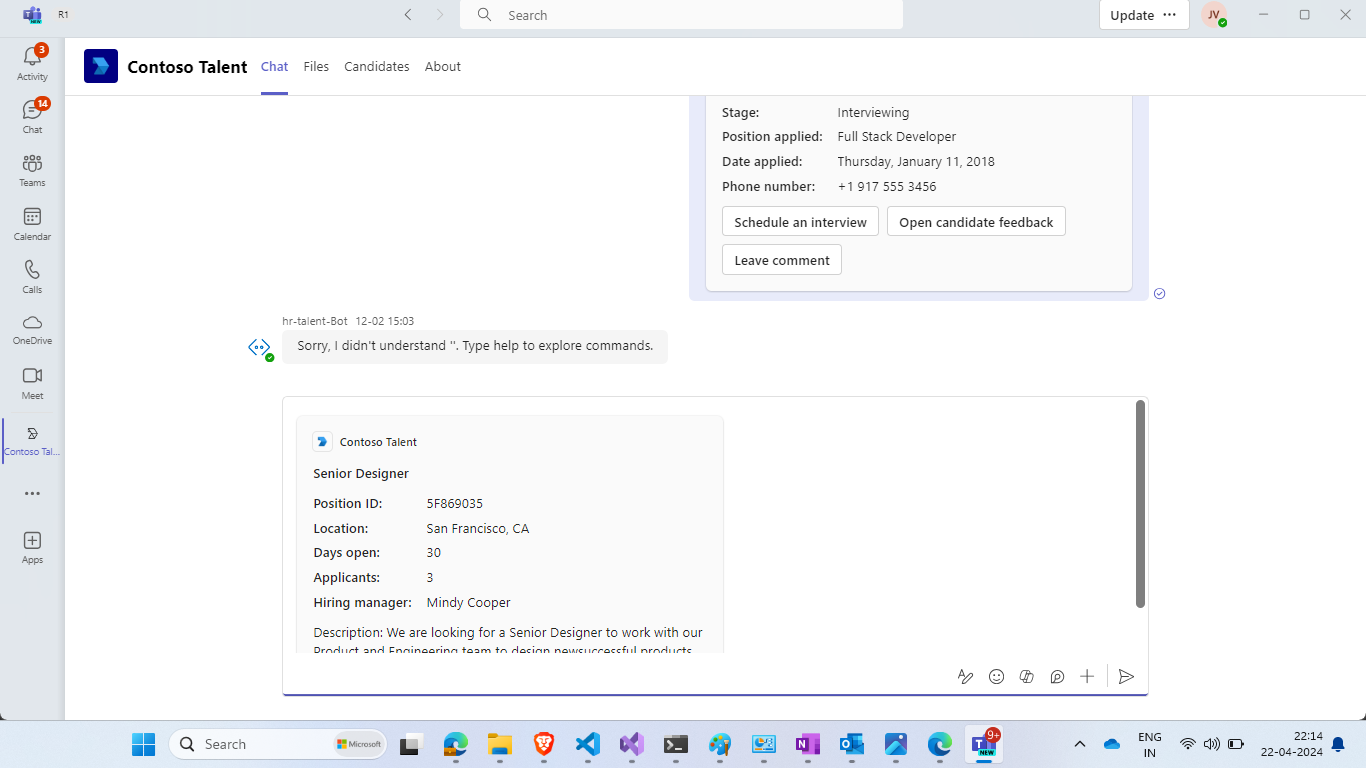 R1
Search
Update
JV
3
Activity
14
Chat
Teams
Calendar
Calls
OneDrive
Meet
Contoso Tal...
Apps
Contoso Talent
Chat
Files
Candidates
About
Stage: Interviewing
Position applied: Full Stack Developer
Date applied: Thursday, January 11, 2018
Phone number: +1 917 555 3456
Schedule an interview
Open candidate feedback
Leave comment
hr-talent-Bot 12-02 15:03
Sorry, I didn't understand ''. Type help to explore commands.
Contoso Talent
Senior Designer
Position ID: 5F869035
Location: San Francisco, CA
Days open: 30
Applicants: 3
Hiring manager: Mindy Cooper
Description: We are looking for a Senior Designer to work with our
Product and Engineering team to design newsuccessful products
Search
Microsoft
9+
NEW
ENG
IN
22:14
22-04-2024